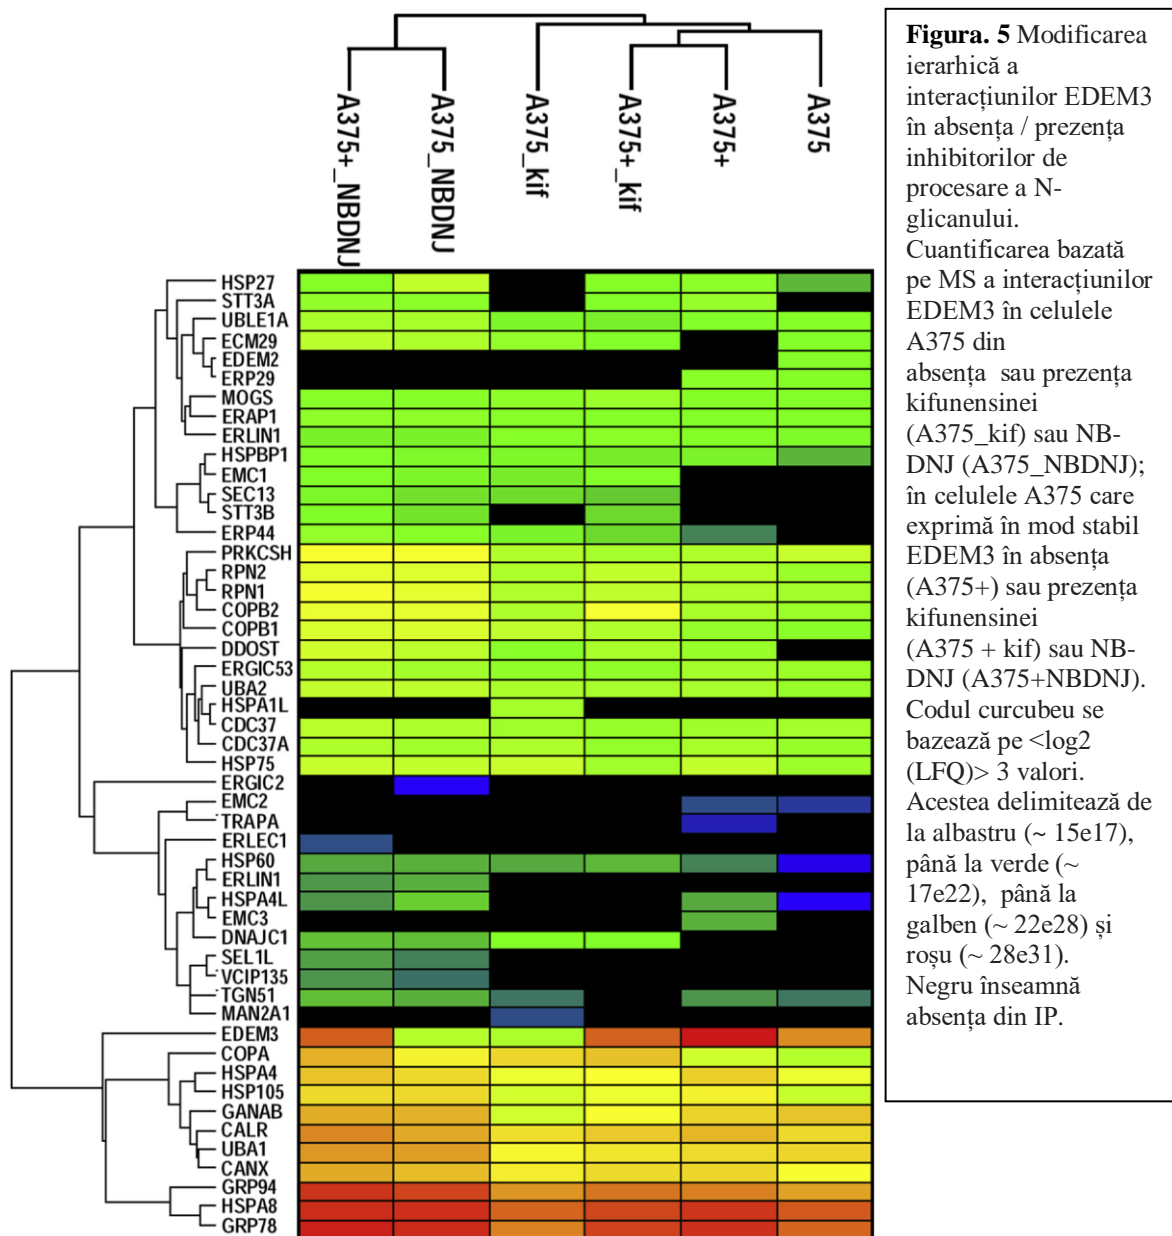 A375+_NBDNJ
A375_NBDNJ
A375_kif
A375+_kif
A375+
A375
HSP27
STT3A
UBLE1A
ECM29
EDEM2
ERP29
MOGS
ERAP1
ERLIN1
HSPBP1
EMC1
SEC13
STT3B
ERP44
PRKCSH
RPN2
RPN1
COPB2
COPB1
DDOST
ERGIC53
UBA2
HSPA1L
CDC37
CDC37A
HSP75
ERGIC2
EMC2
TRAPA
ERLEC1
HSP60
ERLIN1
HSPA4L
EMC3
DNAJC1
SEL1L
VCIP135
TGN51
MAN2A1
EDEM3
COPA
HSPA4
HSP105
GANAB
CALR
UBA1
CANX
GRP94
HSPA8
GRP78
Figura. 5 Modificarea
ierarhică a
interacțiunilor EDEM3
în absența / prezența
inhibitorilor de
procesare a N-
glicanului.
Cuantificarea bazată
pe MS a interacțiunilor
EDEM3 în celulele
A375 din
absența sau prezența
kifunensinei
(A375_kif) sau NB-
DNJ (A375_NBDNJ);
în celulele A375 care
exprimă în mod stabil
EDEM3 în absența
(A375+) sau prezența
kifunensinei
(A375 + kif) sau NB-
DNJ (A375+NBDNJ).
Codul curcubeu se
bazează pe <log2
(LFQ)> 3 valori.
Acestea delimitează de
la albastru (~ 15e17),
până la verde (~
17e22), până la
galben (~ 22e28) și
roșu (~ 28e31).
Negru înseamnă
absența din IP.